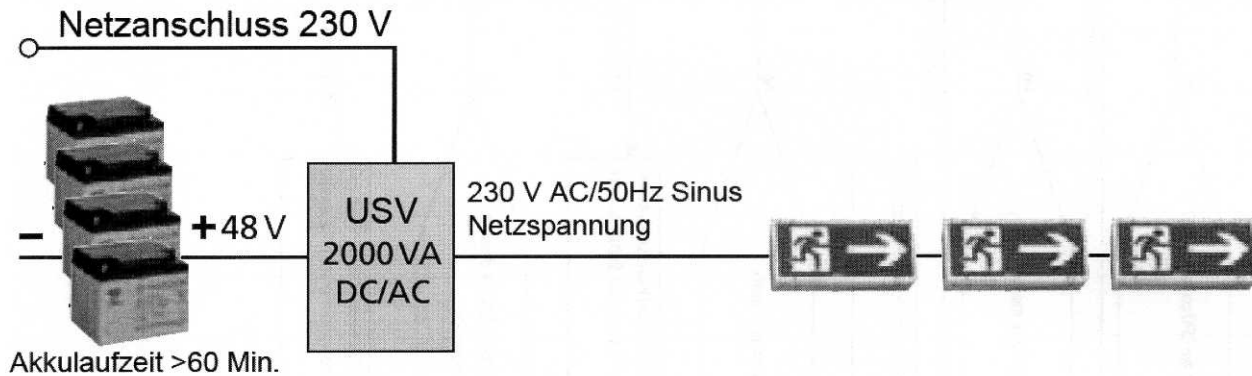 Netzanschluss 230 V
- +48 V
USV
2000 VA
DC/AC
230 V AC/50Hz Sinus
Netzspannung
Akkulaufzeit >60 Min.